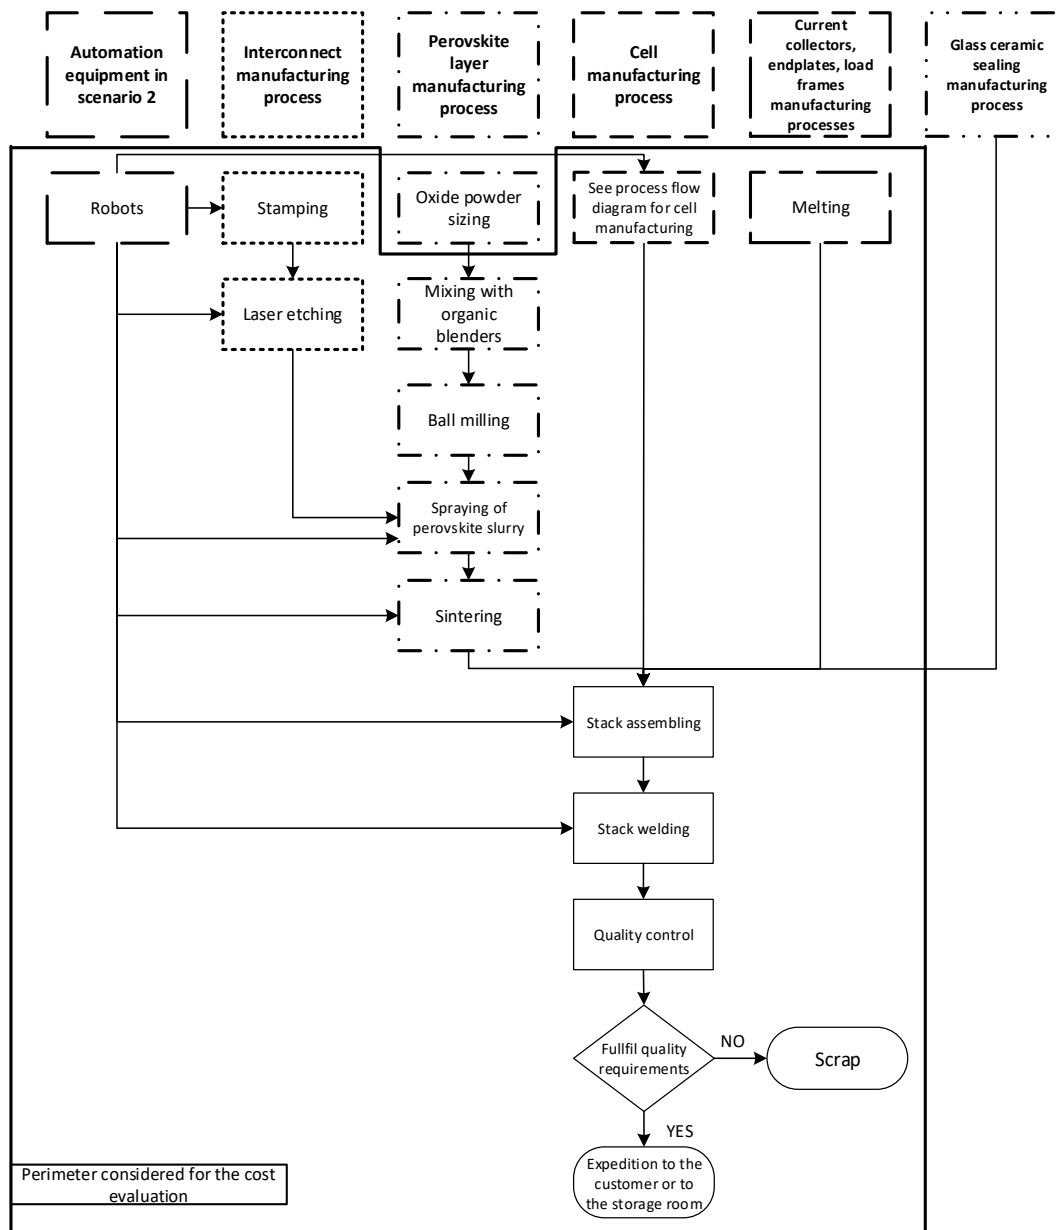 Automation
equipment in
scenario 2
Interconnect
manufacturing
process
Perovskite
layer
manufacturing
process
Cell
manufacturing
process
Current
collectors,
endplates, load
frames
manufacturing
processes
Glass ceramic
sealing
manufacturing
process
Robots
Stamping
Oxide powder
sizing
See process flow
diagram for cell
manufacturing
Melting
Laser etching
Mixing with
organic
blenders
Ball milling
Spraying of
perovskite slurry
Sintering
Stack assembling
Stack welding
Quality control
Fullfil quality
requirements
NO
Scrap
YES
Expedition to the
customer or to
the storage room
Perimeter considered for the cost
evaluation